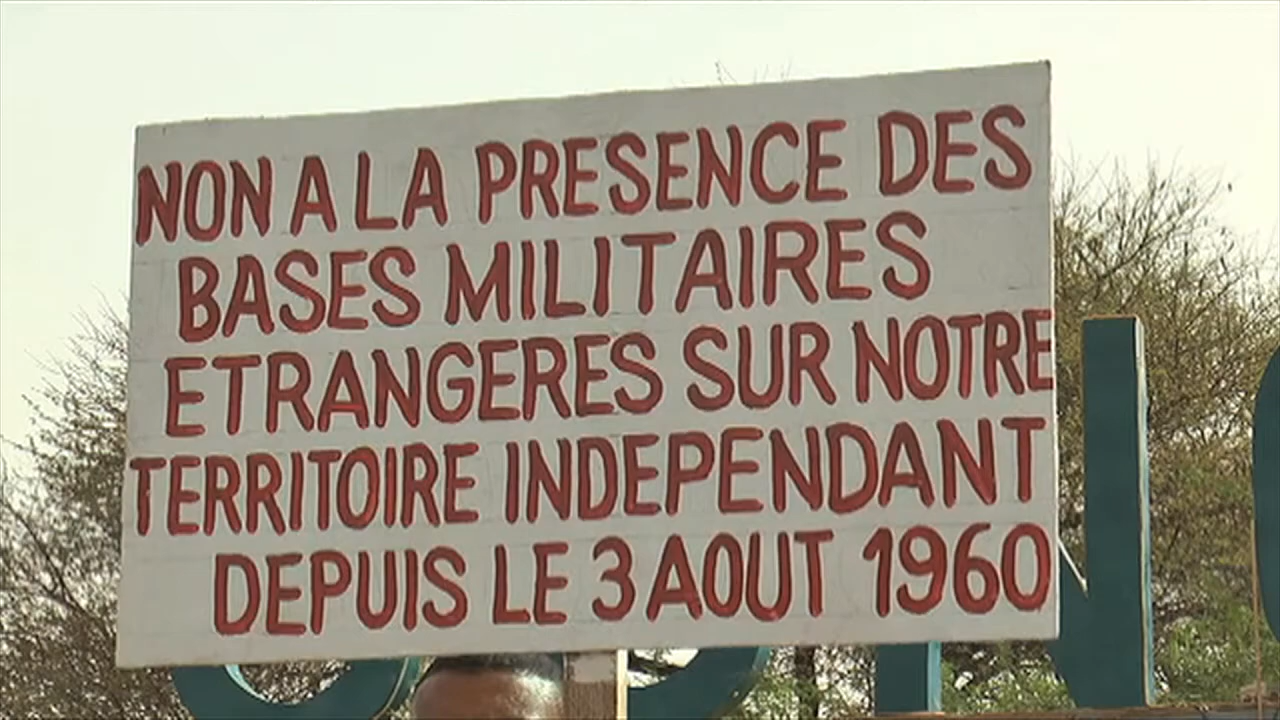 NON A LA PRESENCE DES
BASES MILITAIRES
ETRANGERES SUR NOTRE
TERRITOIRE INDEPENDANT
DEPUIS LE 3 AOUT 1960